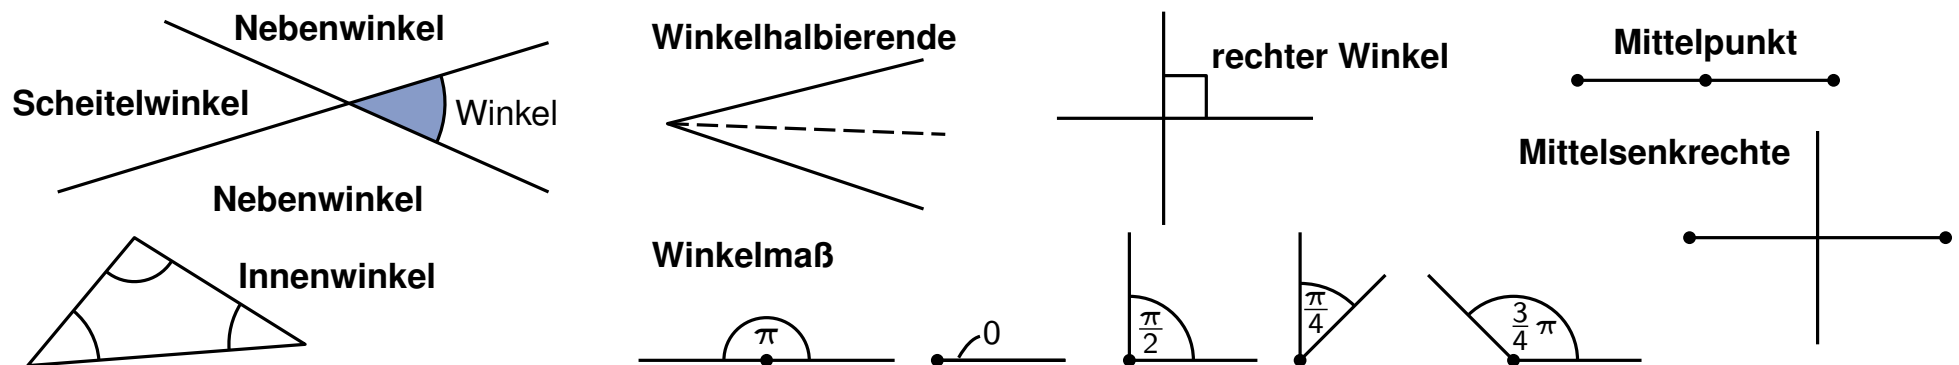 Nebenwinkel
Scheitelwinkel
Winkel
Nebenwinkel
Innenwinkel
Winkelhalbierende
rechter Winkel
Mittelpunkt
Mittelsenkrechte
Winkelmaß
π
0
π/2
π/4
3/4 π